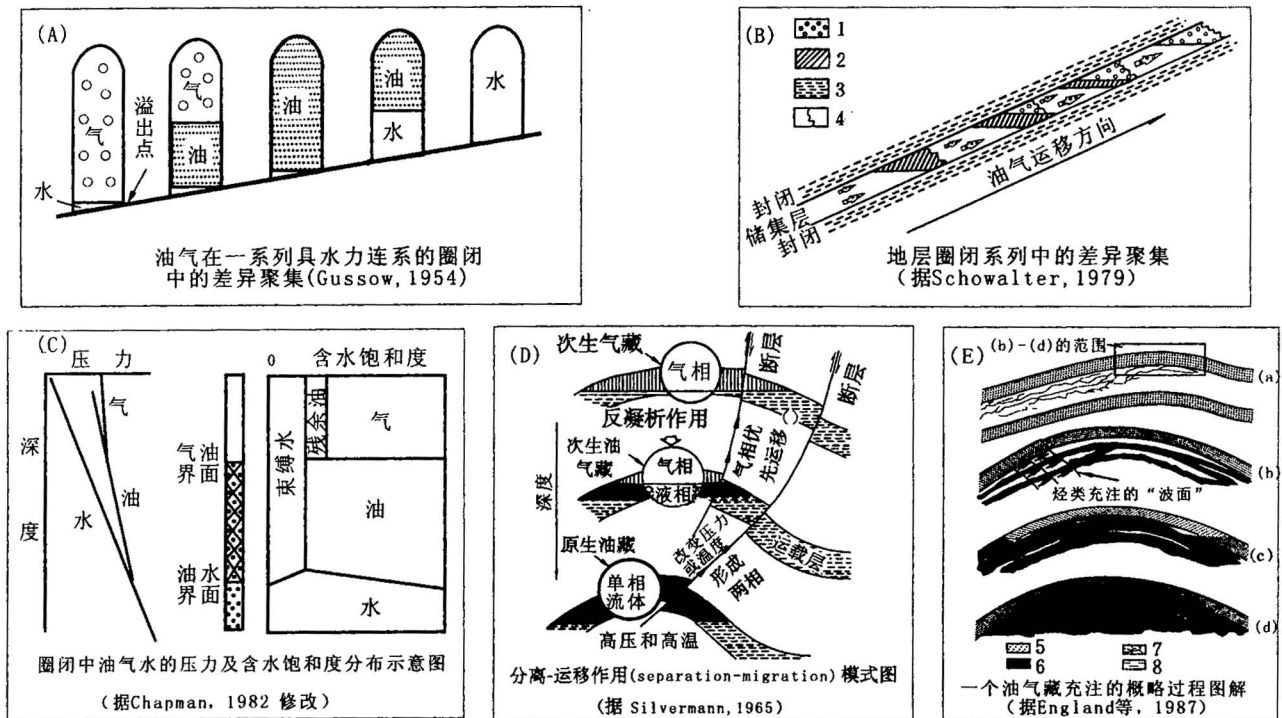 (A)
气
水
溢出点
气
油
油
油
水
水
油气在一系列具水力连系的圈闭
中的差异聚集(Gussow,1954)
(B)
1
2
3
4
封闭
储集层
封闭
油气运移方向
地层圈闭系列中的差异聚集
(据Schowalter,1979)
(C)
压力
深度
气
油
水
气油
界面
油水
界面
0 含水饱和度
束缚水
残余油
气
油
水
圈闭中油气水的压力及含水饱和度分布示意图
(据Chapman, 1982 修改)
(D)
次生气藏
气相
断层
断层
反凝析作用
次生油
气藏
气相
液相
气相优
先运移
深度
原生油藏
单相
流体
改变压力
或温度
形成
两相
运载层
高压和高温
分离-运移作用(separation-migration)模式图
(据 Silvermann,1965)
(E)
(b)-(d)的范围
(a)
(b)
烃类充注的“波面”
(c)
(d)
5
6
7
8
一个油气藏充注的概略过程图解
(据England等, 1987)